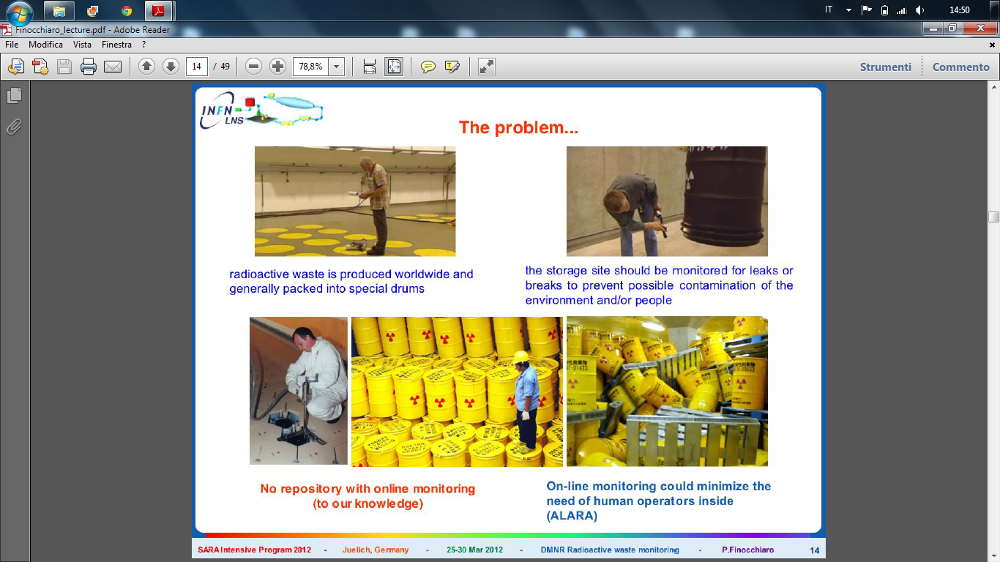 IT
14:50
Finocchiaro_lecture.pdf - Adobe Reader
File Modifica Vista Finestra ?
14 / 49 78,8% Strumenti Commento
INFN
LNS
The problem...
radioactive waste is produced worldwide and
generally packed into special drums
the storage site should be monitored for leaks or
breaks to prevent possible contamination of the
environment and/or people
No repository with online monitoring
(to our knowledge)
On-line monitoring could minimize the
need of human operators inside
(ALARA)
SARA Intensive Program 2012 - Juelich, Germany - 25-30 Mar 2012 - DMNR Radioactive waste monitoring - P.Finocchiaro 14